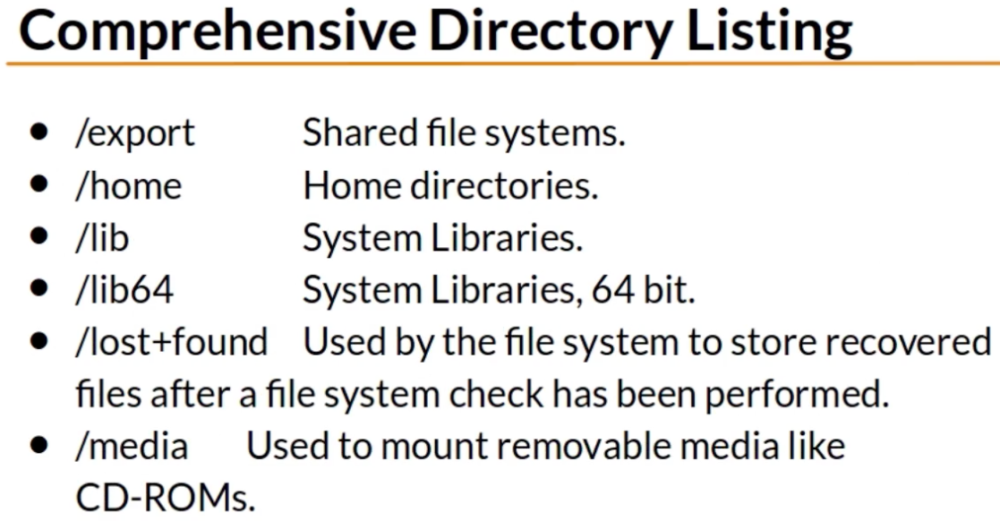 Comprehensive Directory Listing
• /export Shared file systems.
• /home Home directories.
• /lib System Libraries.
• /lib64 System Libraries, 64 bit.
• /lost+found Used by the file system to store recovered
files after a file system check has been performed.
• /media Used to mount removable media like
CD-ROMs.